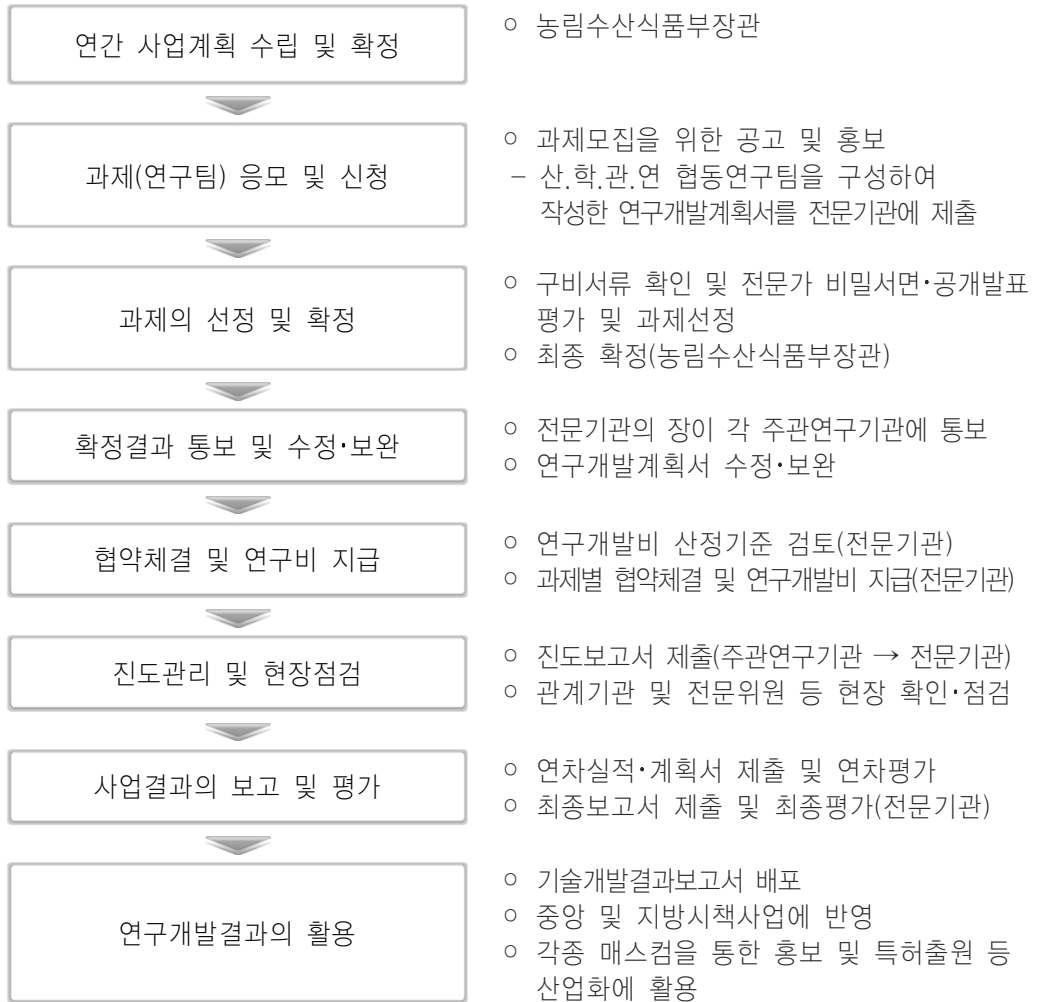 연간 사업계획 수립 및 확정
○ 농림수산식품부장관
과제(연구팀) 응모 및 신청
○ 과제모집을 위한 공고 및 홍보
- 산.학.관.연 협동연구팀을 구성하여
작성한 연구개발계획서를 전문기관에 제출
과제의 선정 및 확정
○ 구비서류 확인 및 전문가 비밀서면·공개발표
평가 및 과제선정
○ 최종 확정(농림수산식품부장관)
확정결과 통보 및 수정·보완
○ 전문기관의 장이 각 주관연구기관에 통보
○ 연구개발계획서 수정·보완
협약체결 및 연구비 지급
○ 연구개발비 산정기준 검토(전문기관)
○ 과제별 협약체결 및 연구개발비 지급(전문기관)
진도관리 및 현장점검
○ 진도보고서 제출(주관연구기관 → 전문기관)
○ 관계기관 및 전문위원 등 현장 확인·점검
사업결과의 보고 및 평가
○ 연차실적·계획서 제출 및 연차평가
○ 최종보고서 제출 및 최종평가(전문기관)
연구개발결과의 활용
○ 기술개발결과보고서 배포
○ 중앙 및 지방시책사업에 반영
○ 각종 매스컴을 통한 홍보 및 특허출원 등
산업화에 활용